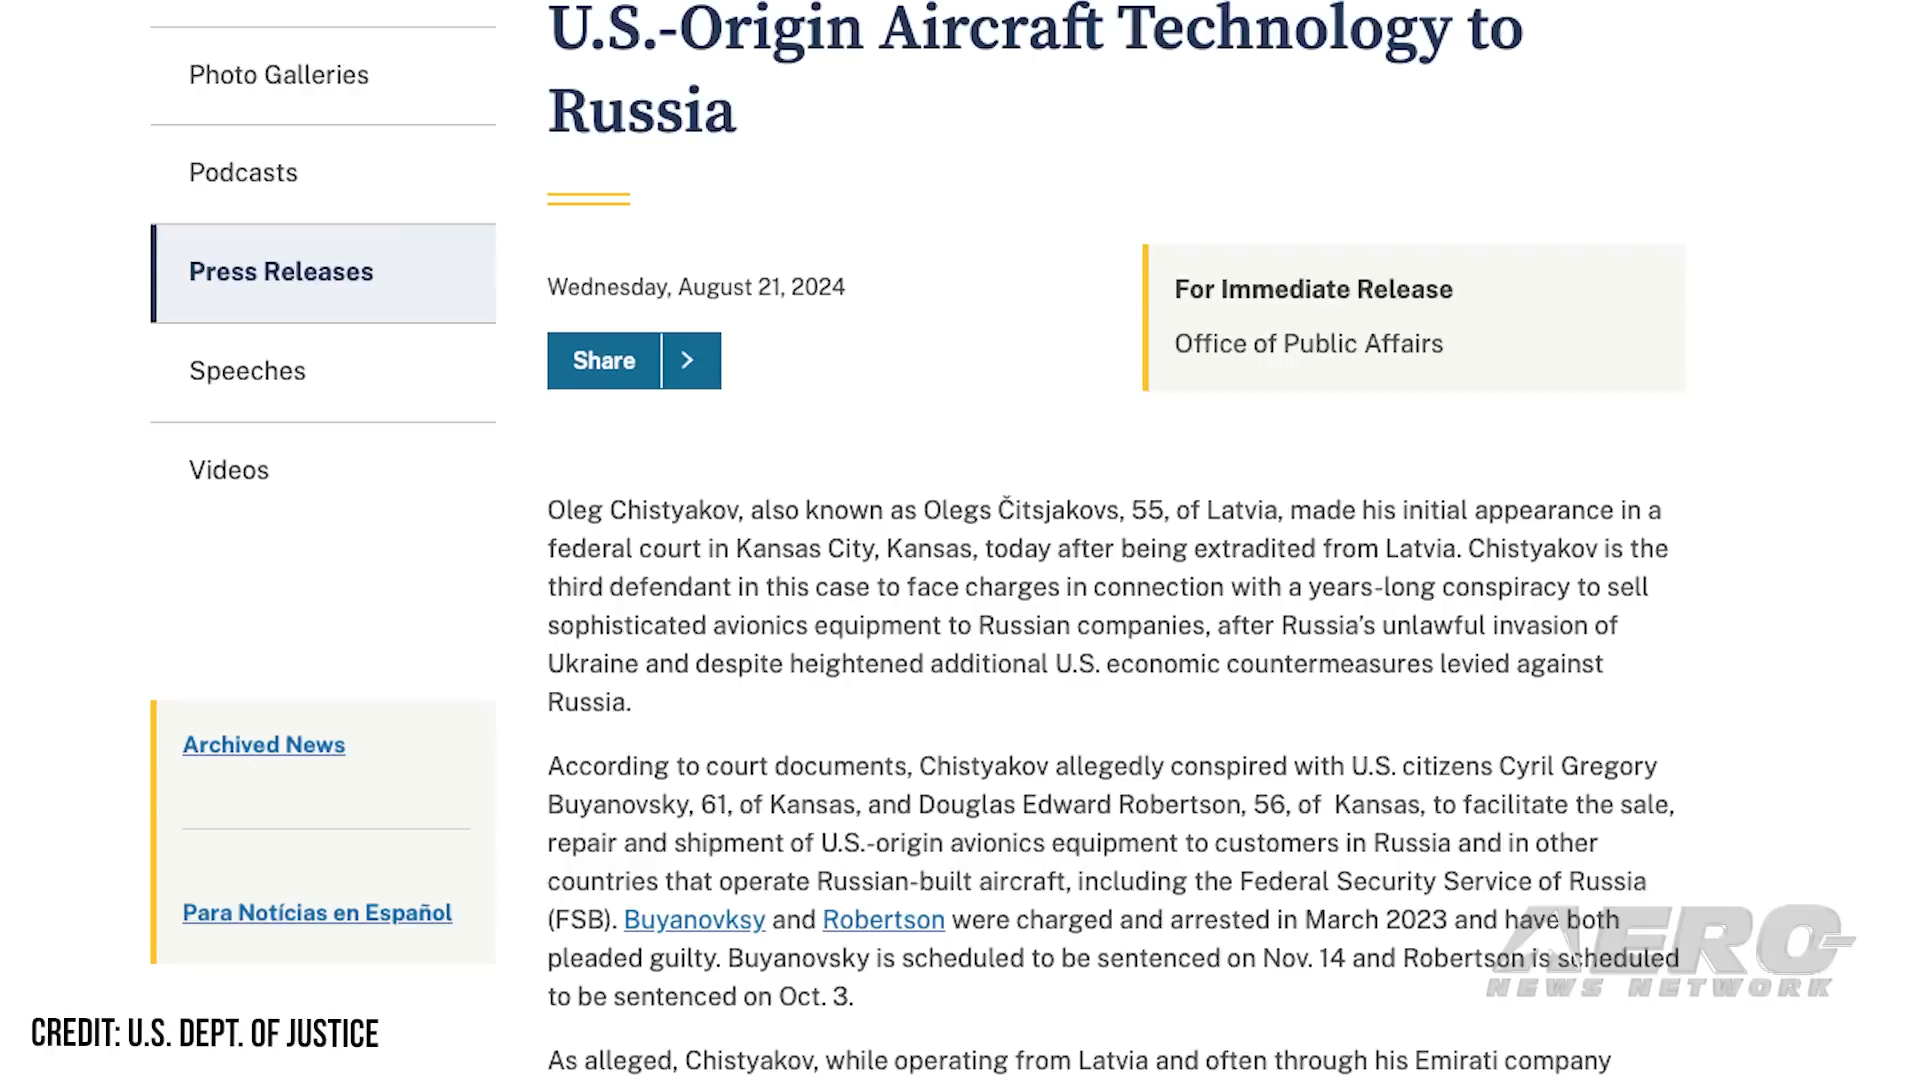 U.S.-Origin Aircraft Technology to
Russia
Photo Galleries
Podcasts
Press Releases
Speeches
Videos
Archived News
Para Notícias en Español
Wednesday, August 21, 2024
Share
For Immediate Release
Office of Public Affairs
Oleg Chistyakov, also known as Olegs Čitsjakovs, 55, of Latvia, made his initial appearance in a
federal court in Kansas City, Kansas, today after being extradited from Latvia. Chistyakov is the
third defendant in this case to face charges in connection with a years-long conspiracy to sell
sophisticated avionics equipment to Russian companies, after Russia’s unlawful invasion of
Ukraine and despite heightened additional U.S. economic countermeasures levied against
Russia.
According to court documents, Chistyakov allegedly conspired with U.S. citizens Cyril Gregory
Buyanovsky, 61, of Kansas, and Douglas Edward Robertson, 56, of  Kansas, to facilitate the sale,
repair and shipment of U.S.-origin avionics equipment to customers in Russia and in other
countries that operate Russian-built aircraft, including the Federal Security Service of Russia
(FSB). Buyanovksy and Robertson were charged and arrested in March 2023 and have both
pleaded guilty. Buyanovsky is scheduled to be sentenced on Nov. 14 and Robertson is scheduled
to be sentenced on Oct. 3.
As alleged, Chistyakov, while operating from Latvia and often through his Emirati company
AERO
NEWS NETWORK
CREDIT: U.S. DEPT. OF JUSTICE